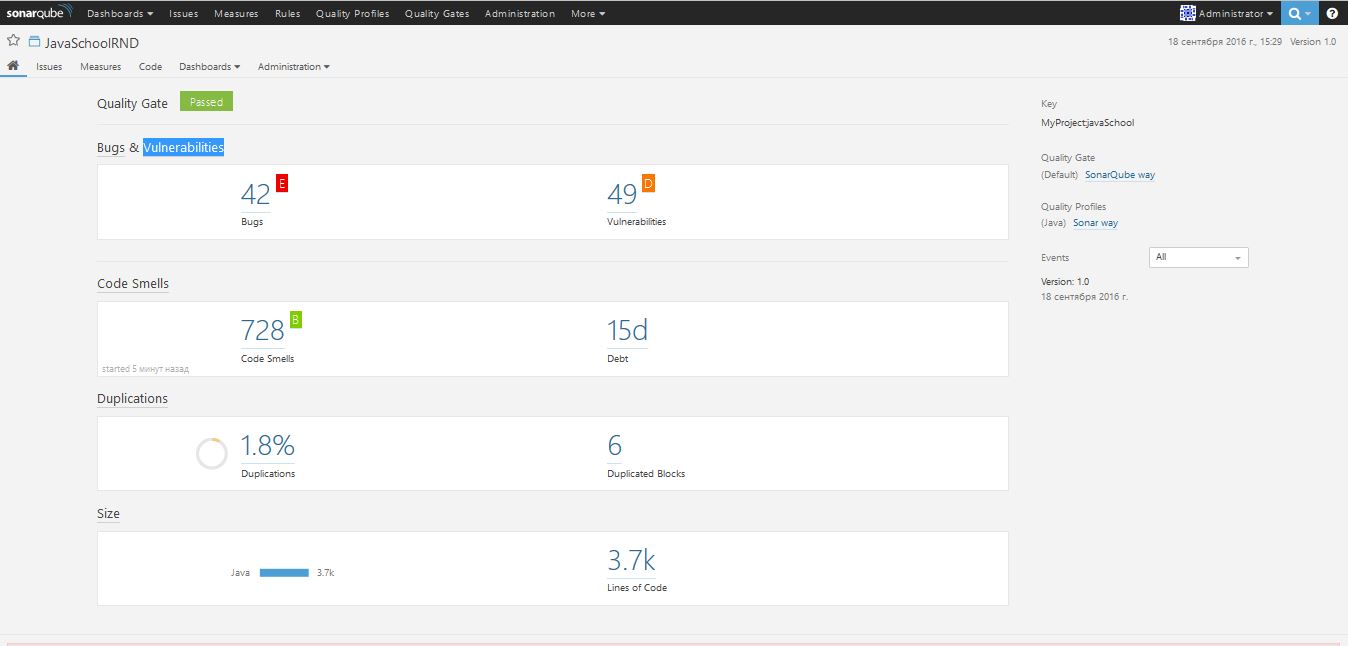 sonarqube Dashboards Issues Measures Rules Quality Profiles Quality Gates Administration More Administrator ?
JavaSchoolRND 18 сентября 2016 г., 15:29 Version 1.0
Issues Measures Code Dashboards Administration
Quality Gate Passed
Bugs & Vulnerabilities
42 E
Bugs
49 D
Vulnerabilities
Code Smells
728 B
Code Smells
15d
Debt
started 5 минут назад
Duplications
1.8%
Duplications
6
Duplicated Blocks
Size
Java 3.7k
3.7k
Lines of Code
Key
MyProject:javaSchool
Quality Gate
(Default) SonarQube way
Quality Profiles
(Java) Sonar way
Events All
Version: 1.0
18 сентября 2016 г.